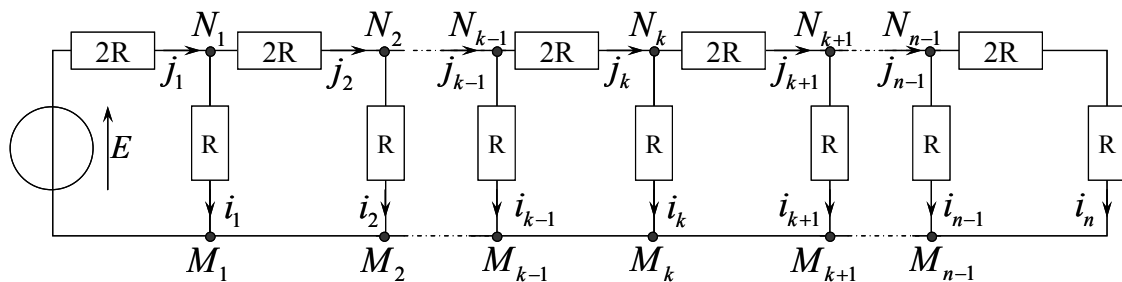 N₁ N₂ Nₖ₋₁ Nₖ Nₖ₊₁ Nₙ₋₁
2R 2R 2R 2R 2R
j₁ j₂ jₖ₋₁ jₖ jₖ₊₁ jₙ₋₁
E R R R R R R R
i₁ i₂ iₖ₋₁ iₖ iₖ₊₁ iₙ₋₁ iₙ
M₁ M₂ Mₖ₋₁ Mₖ Mₖ₊₁ Mₙ₋₁